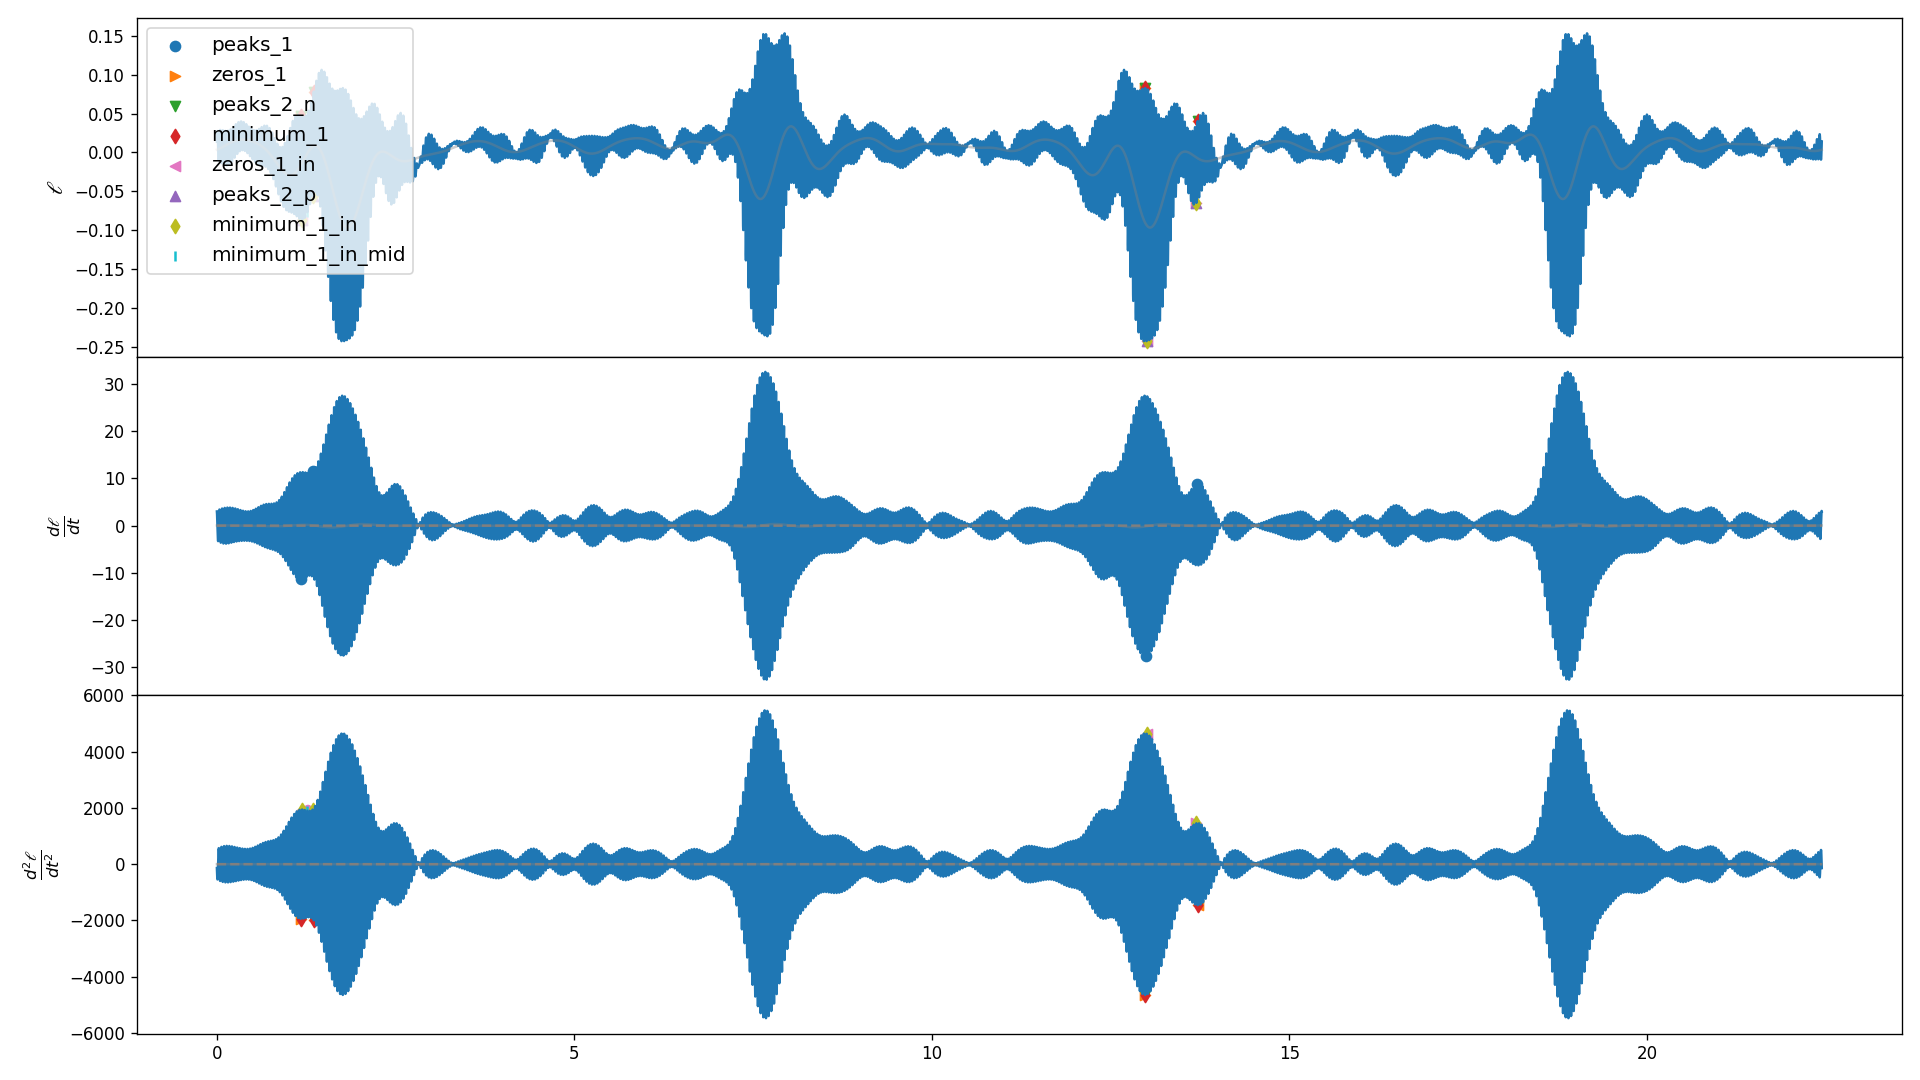 peaks_1
zeros_1
peaks_2_n
minimum_1
zeros_1_in
peaks_2_p
minimum_1_in
minimum_1_in_mid
0.15
0.10
0.05
0.00
−0.05
−0.10
−0.15
−0.20
−0.25
ℓ
30
20
10
0
−10
−20
−30
dℓ/dt
6000
4000
2000
0
−2000
−4000
−6000
d²ℓ/dt²
0 5 10 15 20